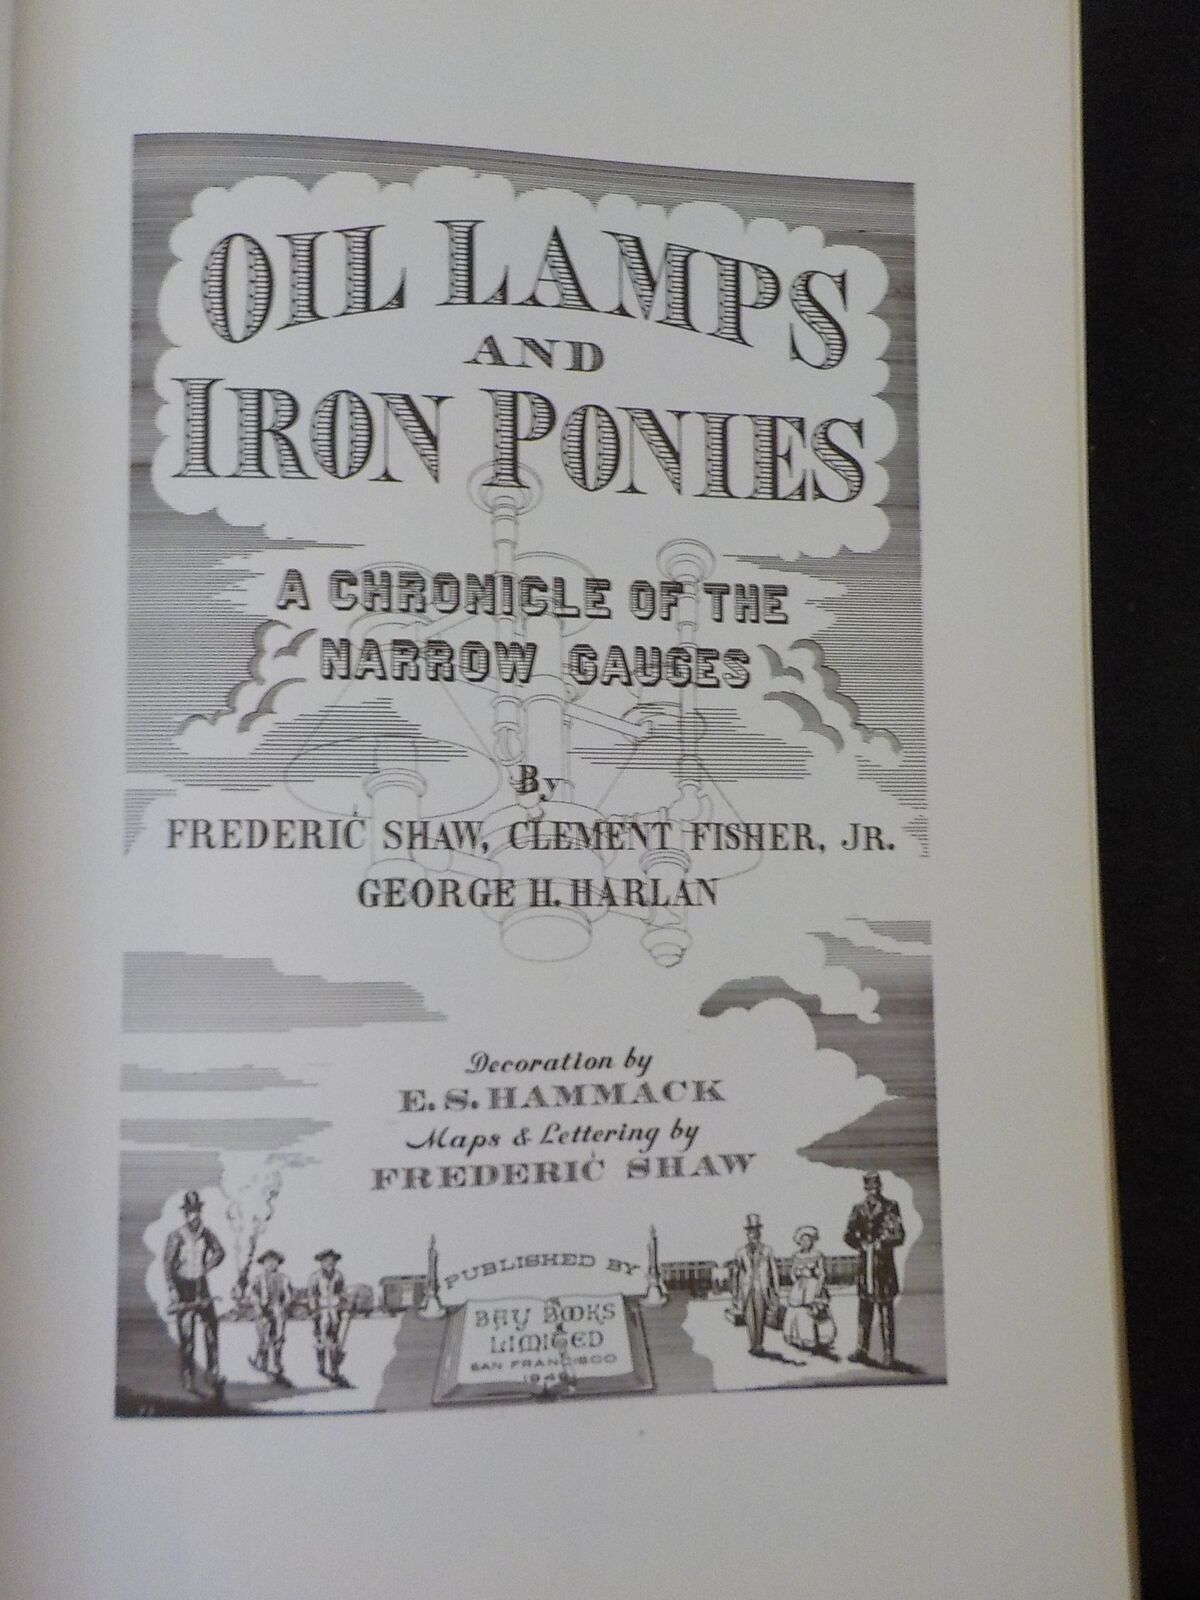 OIL LAMPS
AND
IRON PONIES
A CHRONICLE OF THE
NARROW GAUGES
By
FREDERIC SHAW, CLEMENT FISHER, JR.
GEORGE H. HARLAN
Decoration by
E. S. HAMMACK
Maps & Lettering by
FREDERIC SHAW
PUBLISHED BY
BAY BOOKS
LIMITED
SAN FRANCISCO
1949